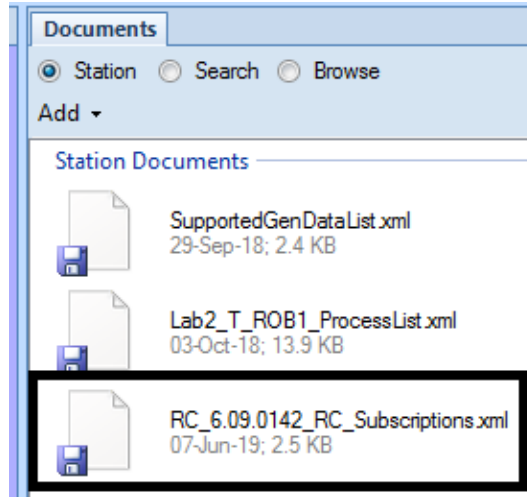 Documents
Station Search Browse
Add
Station Documents
SupportedGenDataList.xml
29-Sep-18; 2.4 KB
Lab2_T_ROB1_ProcessList.xml
03-Oct-18; 13.9 KB
RC_6.09.0142_RC_Subscriptions.xml
07-Jun-19; 2.5 KB